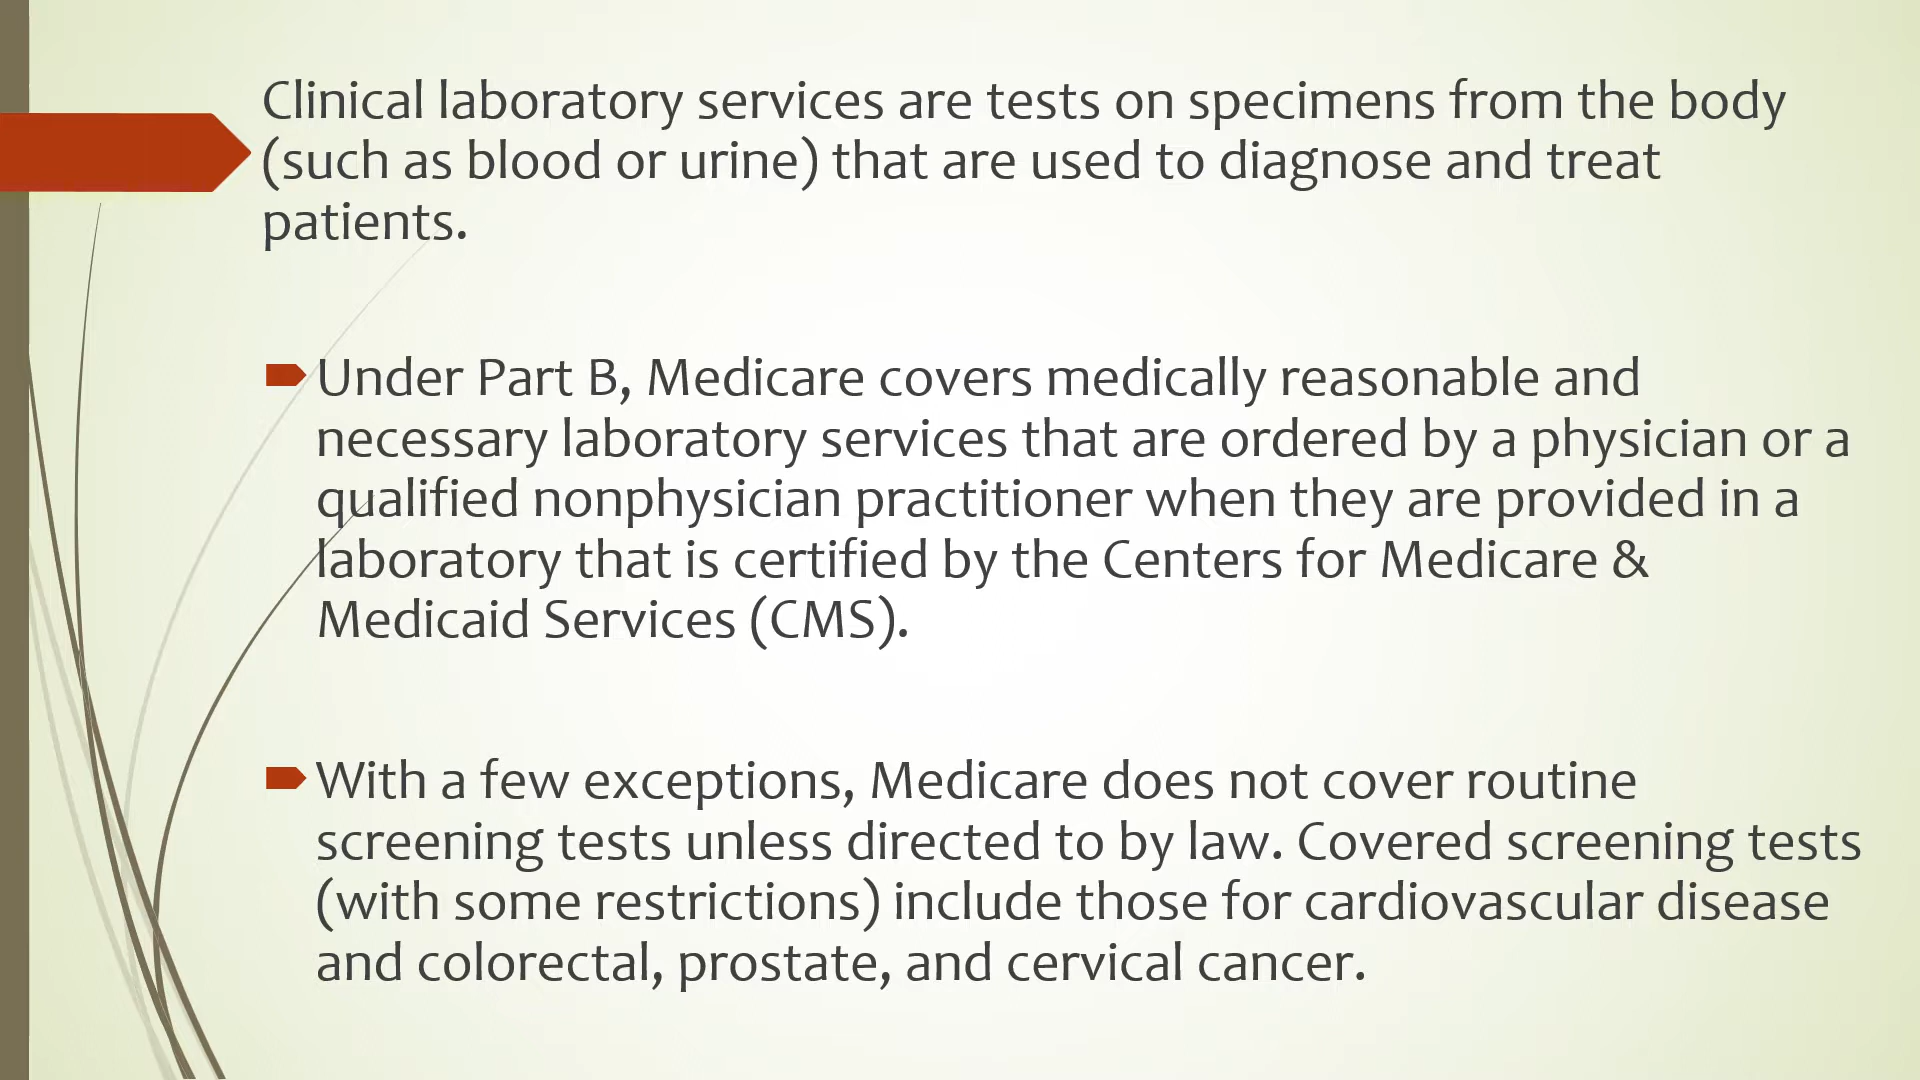 Clinical laboratory services are tests on specimens from the body
(such as blood or urine) that are used to diagnose and treat
patients.
Under Part B, Medicare covers medically reasonable and
necessary laboratory services that are ordered by a physician or a
qualified nonphysician practitioner when they are provided in a
laboratory that is certified by the Centers for Medicare &
Medicaid Services (CMS).
With a few exceptions, Medicare does not cover routine
screening tests unless directed to by law. Covered screening tests
(with some restrictions) include those for cardiovascular disease
and colorectal, prostate, and cervical cancer.